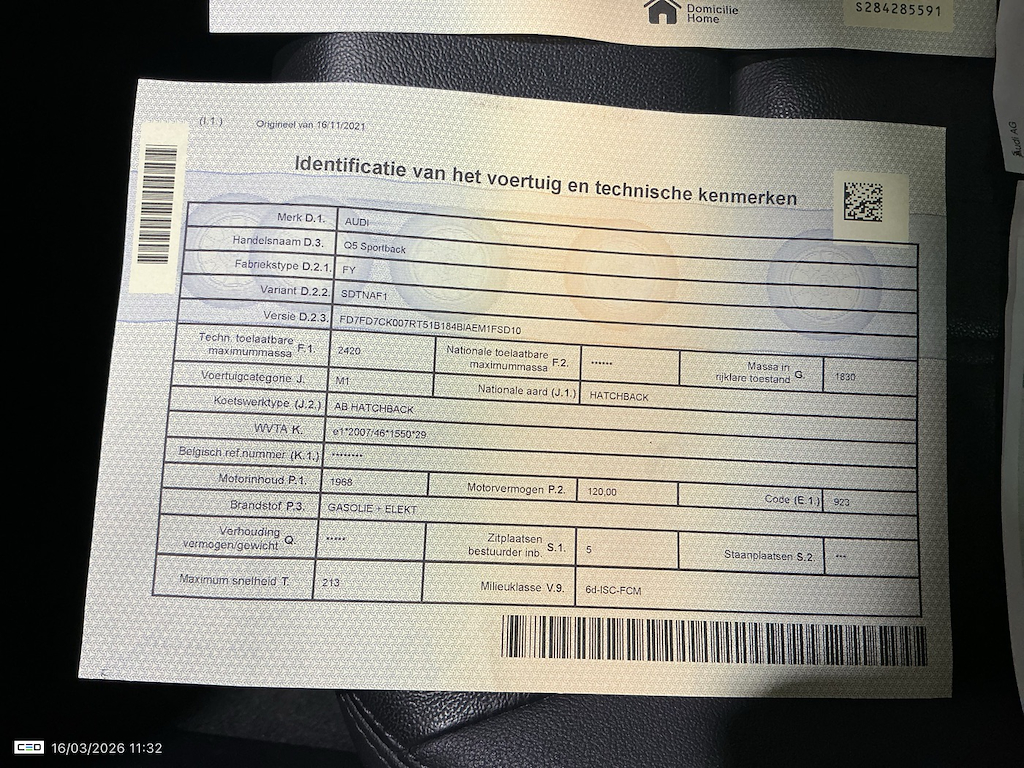 Domicilie
Home
S284285591
Audi AG
(I.1.) Origineel van 16/11/2021
Identificatie van het voertuig en technische kenmerken
Merk D.1. AUDI
Handelsnaam D.3. Q5 Sportback
Fabriekstype D.2.1. FY
Variant D.2.2. SDTNAF1
Versie D.2.3. FD7FD7CK007RT51B184BIAEM1FSD10
Techn. toelaatbare maximummassa F.1. 2420 Nationale toelaatbare maximummassa F.2. •••••• Massa in rijklare toestand G. 1830
Voertuigcategorie J. M1 Nationale aard (J.1.) HATCHBACK
Koetswerktype (J.2.) AB HATCHBACK
WVTA K. e1*2007/46*1550*29
Belgisch ref.nummer (K.1.) ••••••••
Motorinhoud P.1. 1968 Motorvermogen P.2. 120,00 Code (E.1.) 923
Brandstof P.3. GASOLIE + ELEKT
Verhouding vermogen/gewicht Q. ••••• Zitplaatsen bestuurder inb. S.1. 5 Staanplaatsen S.2. •••
Maximum snelheid T. 213 Milieuklasse V.9. 6d-ISC-FCM
CEO 16/03/2026 11:32